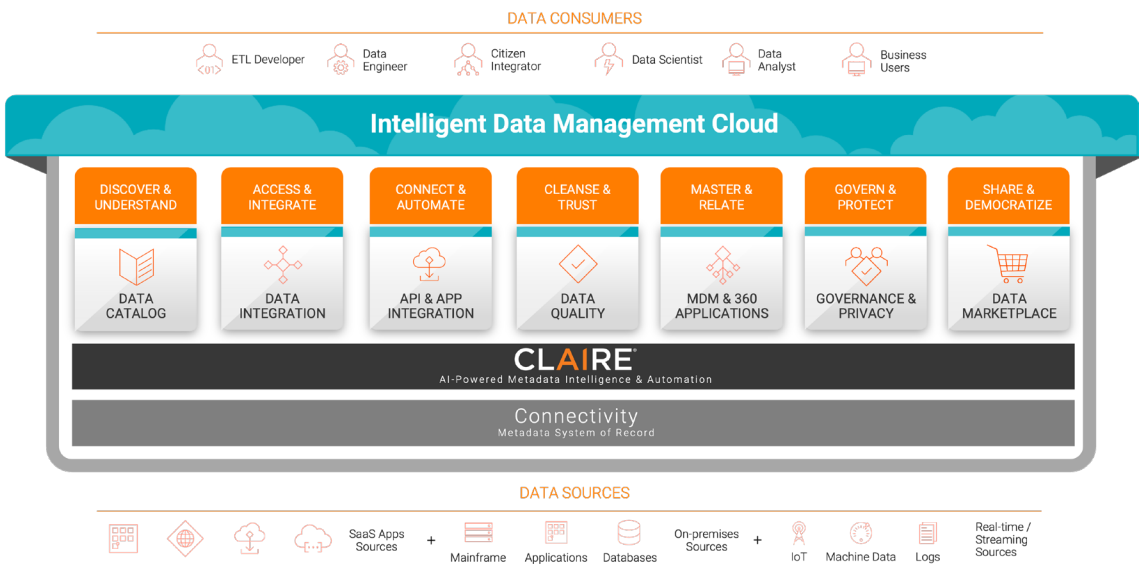 DATA CONSUMERS
ETL Developer
Data
Engineer
Citizen
Integrator
Data Scientist
Data
Analyst
Business
Users
Intelligent Data Management Cloud
DISCOVER &
UNDERSTAND
ACCESS &
INTEGRATE
CONNECT &
AUTOMATE
CLEANSE &
TRUST
MASTER &
RELATE
GOVERN &
PROTECT
SHARE &
DEMOCRATIZE
DATA
CATALOG
DATA
INTEGRATION
API & APP
INTEGRATION
DATA
QUALITY
MDM & 360
APPLICATIONS
GOVERNANCE &
PRIVACY
DATA
MARKETPLACE
CLAIRE®
AI-Powered Metadata Intelligence & Automation
Connectivity
Metadata System of Record
DATA SOURCES
SaaS Apps
Sources
+
Mainframe
Applications
Databases
On-premises
Sources
+
IoT
Machine Data
Logs
Real-time /
Streaming
Sources